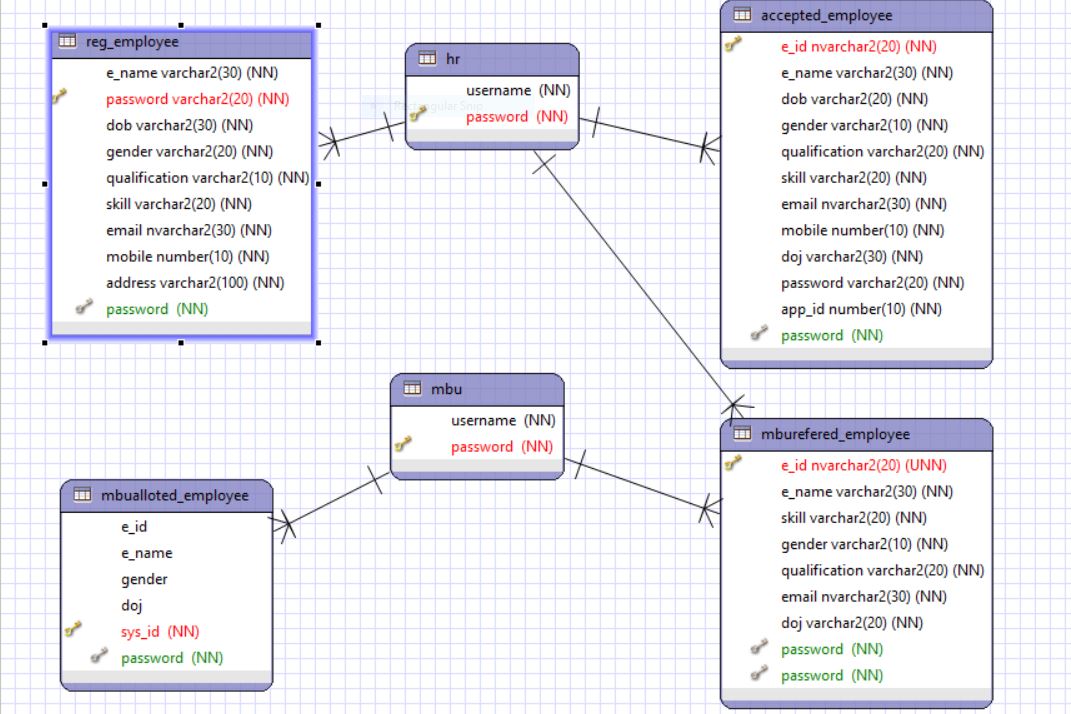 reg_employee
e_name varchar2(30) (NN)
password varchar2(20) (NN)
dob varchar2(30) (NN)
gender varchar2(20) (NN)
qualification varchar2(10) (NN)
skill varchar2(20) (NN)
email nvarchar2(30) (NN)
mobile number(10) (NN)
address varchar2(100) (NN)
password (NN)
hr
username (NN)
password (NN)
Rectangular Snip
accepted_employee
e_id nvarchar2(20) (NN)
e_name varchar2(30) (NN)
dob varchar2(20) (NN)
gender varchar2(10) (NN)
qualification varchar2(20) (NN)
skill varchar2(20) (NN)
email nvarchar2(30) (NN)
mobile number(10) (NN)
doj varchar2(30) (NN)
password varchar2(20) (NN)
app_id number(10) (NN)
password (NN)
mbu
username (NN)
password (NN)
mbualloted_employee
e_id
e_name
gender
doj
sys_id (NN)
password (NN)
mburefered_employee
e_id nvarchar2(20) (UNN)
e_name varchar2(30) (NN)
skill varchar2(20) (NN)
gender varchar2(10) (NN)
qualification varchar2(20) (NN)
email nvarchar2(30) (NN)
doj varchar2(20) (NN)
password (NN)
password (NN)